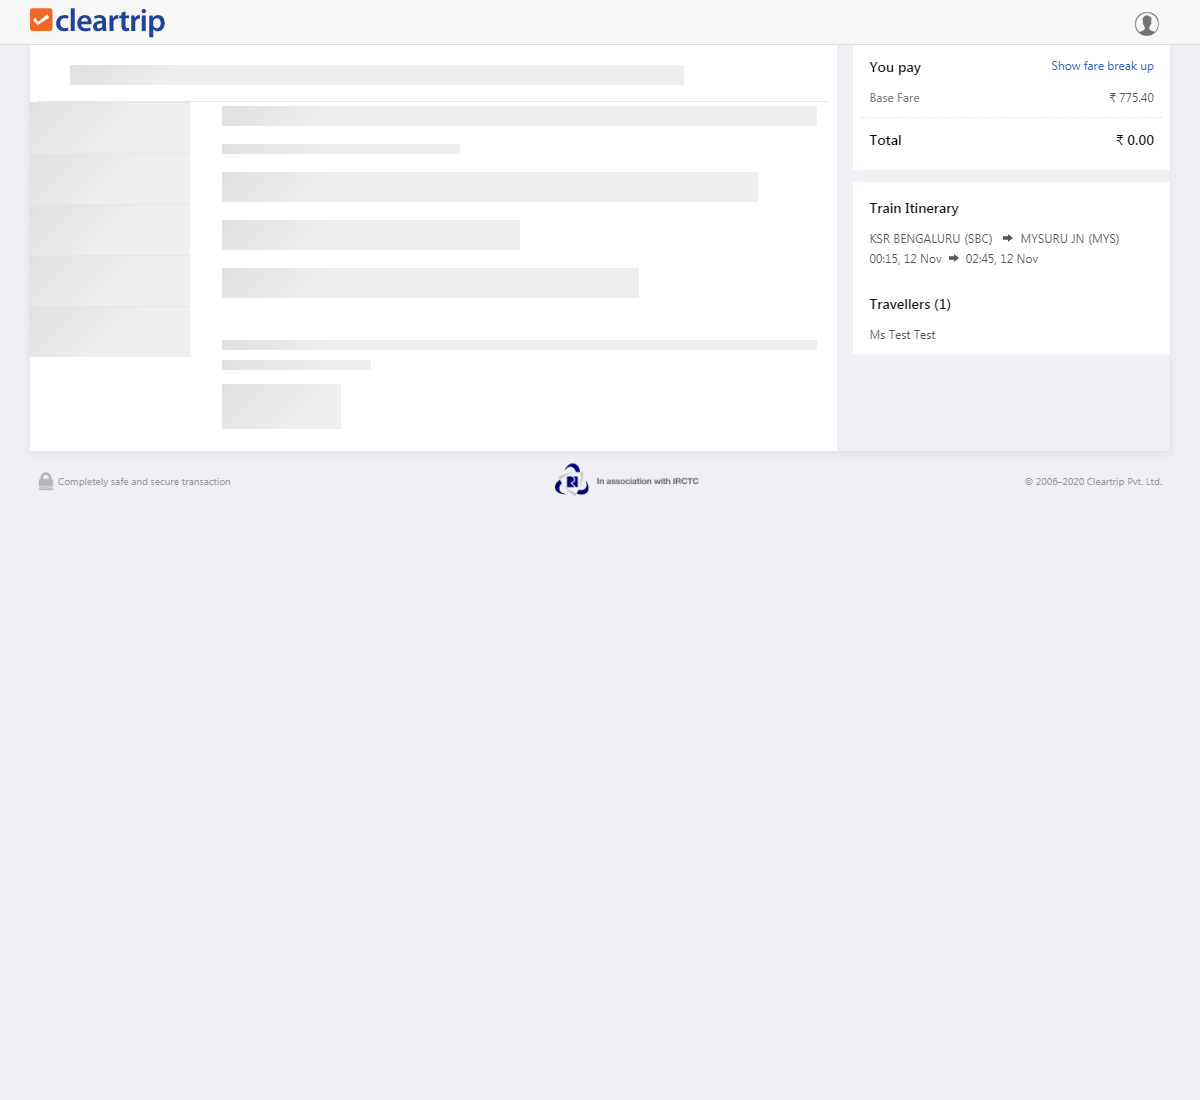 cleartrip
You pay
Show fare break up
Base Fare
₹ 775.40
Total
₹ 0.00
Train Itinerary
KSR BENGALURU (SBC) ➡ MYSURU JN (MYS)
00:15, 12 Nov ➡ 02:45, 12 Nov
Travellers (1)
Ms Test Test
Completely safe and secure transaction
In association with IRCTC
© 2006–2020 Cleartrip Pvt. Ltd.